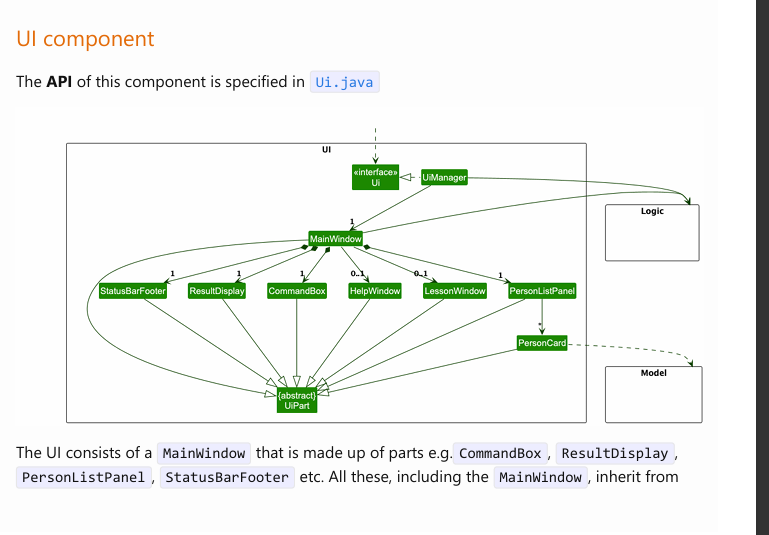 UI component
The API of this component is specified in Ui.java
UI
«interface»
Ui
UiManager
Logic
1
MainWindow
1
1
1
0..1
0..1
1
StatusBarFooter
ResultDisplay
CommandBox
HelpWindow
LessonWindow
PersonListPanel
*
PersonCard
Model
{abstract}
UiPart
The UI consists of a MainWindow that is made up of parts e.g.CommandBox, ResultDisplay,
PersonListPanel, StatusBarFooter etc. All these, including the MainWindow, inherit from